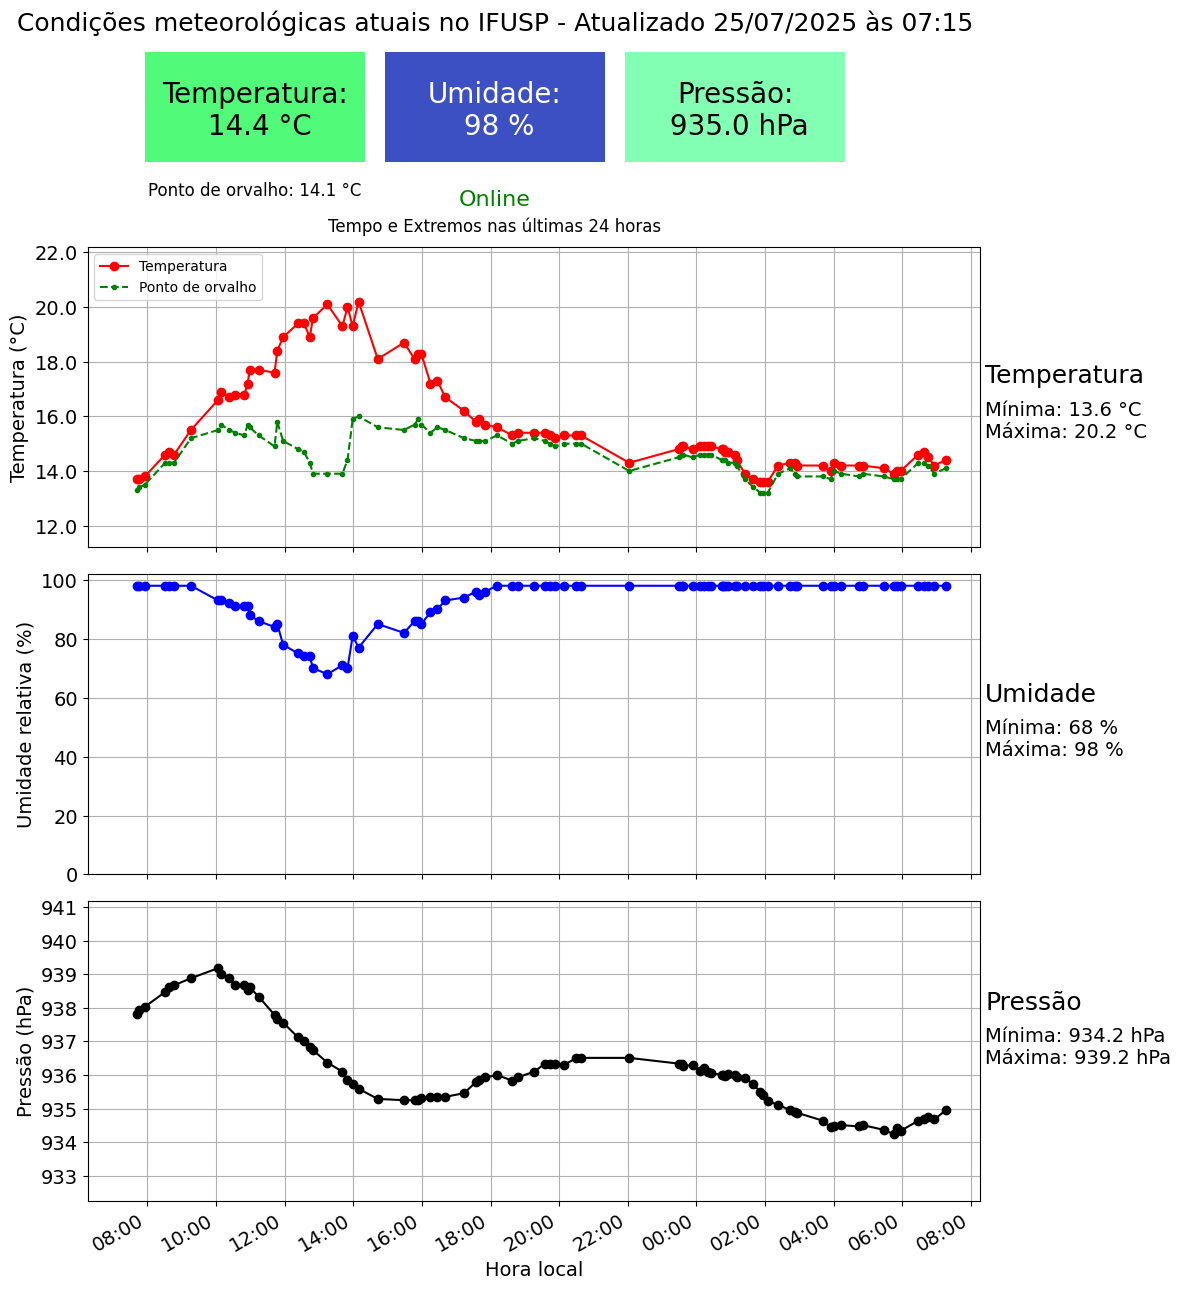 Condições meteorológicas atuais no IFUSP - Atualizado 25/07/2025 às 07:15
Temperatura:
14.4 °C
Umidade:
98 %
Pressão:
935.0 hPa
Ponto de orvalho: 14.1 °C
Online
Tempo e Extremos nas últimas 24 horas
Temperatura (°C)
22.0
20.0
18.0
16.0
14.0
12.0
Temperatura
Ponto de orvalho
Temperatura
Mínima: 13.6 °C
Máxima: 20.2 °C
Umidade relativa (%)
100
80
60
40
20
0
Umidade
Mínima: 68 %
Máxima: 98 %
Pressão (hPa)
941
940
939
938
937
936
935
934
933
Pressão
Mínima: 934.2 hPa
Máxima: 939.2 hPa
08:00
10:00
12:00
14:00
16:00
18:00
20:00
22:00
00:00
02:00
04:00
06:00
08:00
Hora local